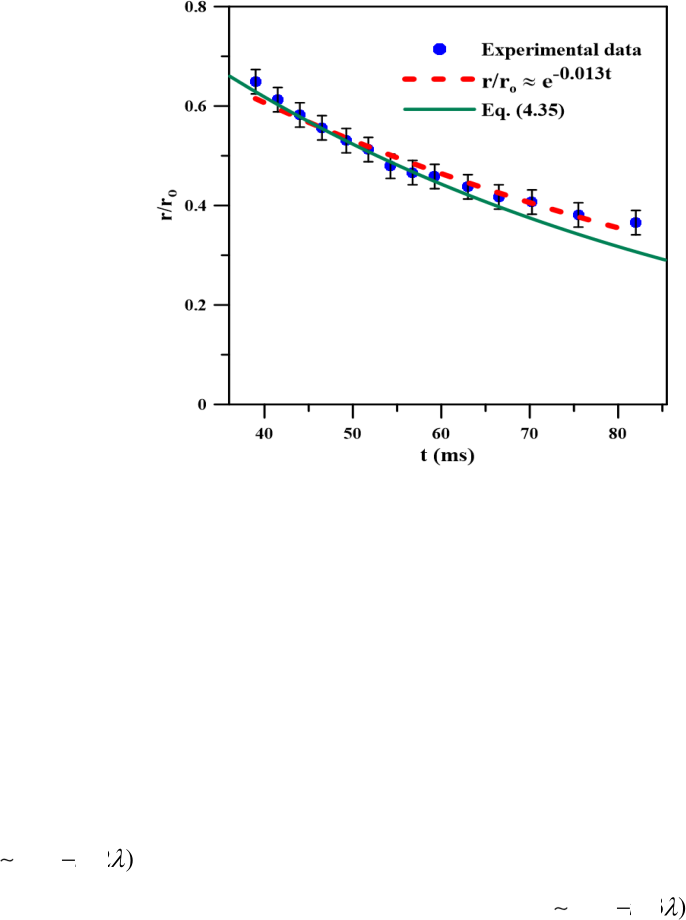 0.8
Experimental data
r/r₀ ≈ e^-0.013t
Eq. (4.35)
0.6
0.4
0.2
0
r/r₀
40 50 60 70 80
t (ms)
~ − λ)
~ − λ)